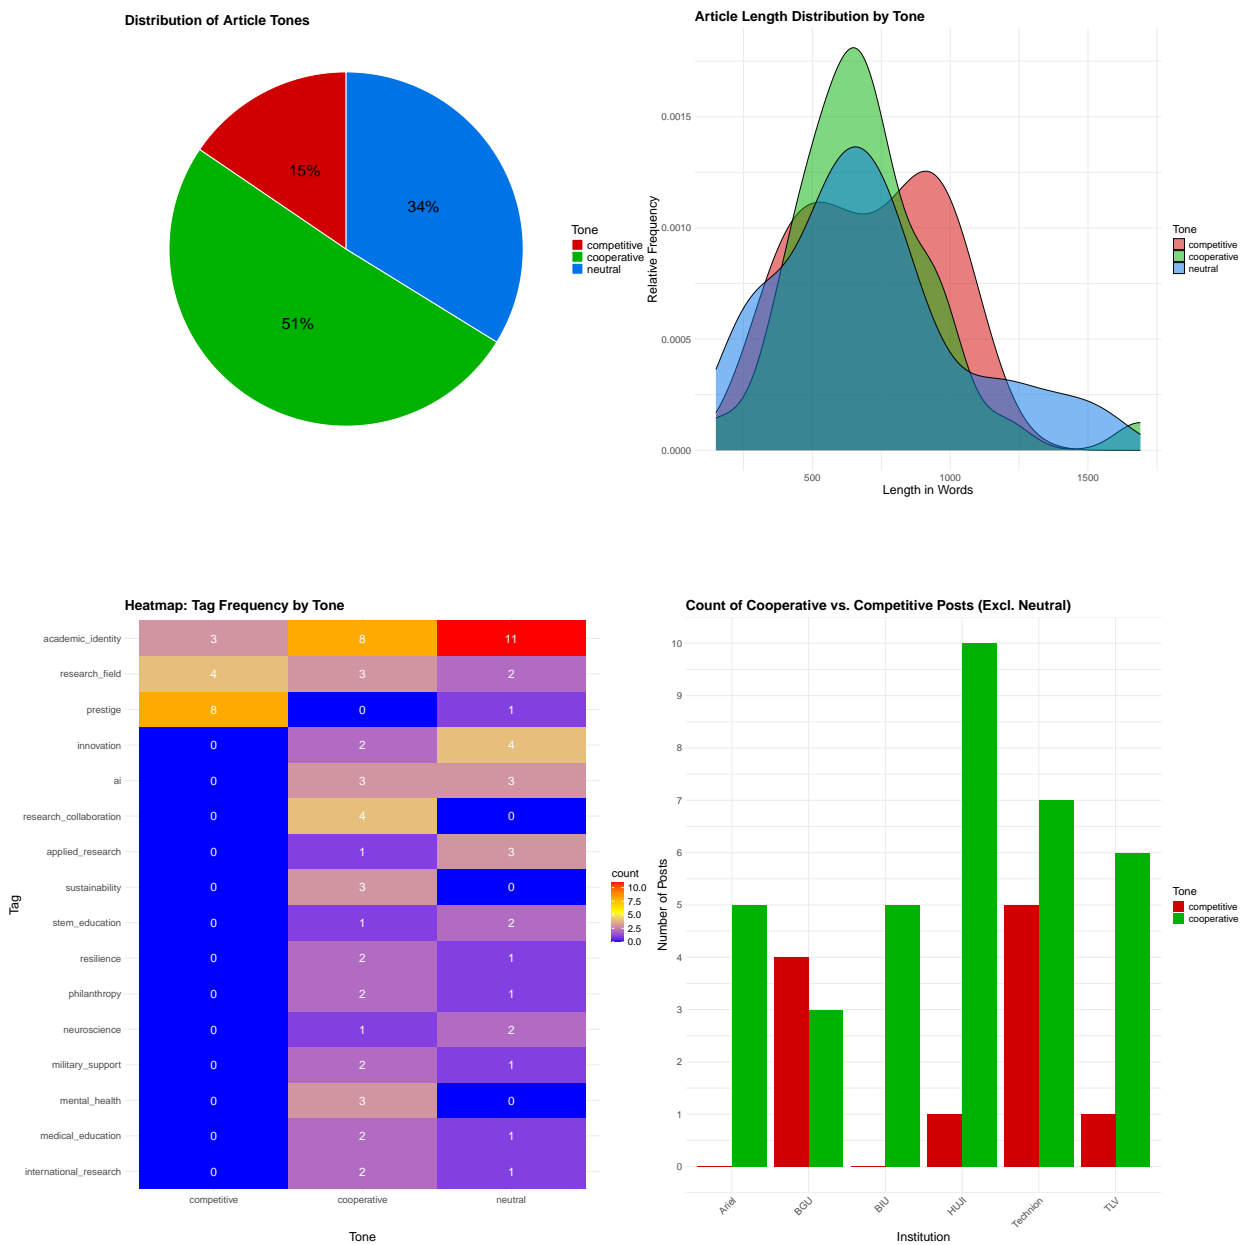 Distribution of Article Tones
15%
34%
51%
Tone
competitive
cooperative
neutral
Article Length Distribution by Tone
Relative Frequency
0.0015
0.0010
0.0005
0.0000
500 1000 1500
Length in Words
Tone
competitive
cooperative
neutral
Heatmap: Tag Frequency by Tone
Tag
academic_identity 3 8 11
research_field 4 3 2
prestige 8 0 1
innovation 0 2 4
ai 0 3 3
research_collaboration 0 4 0
applied_research 0 1 3
sustainability 0 3 0
stem_education 0 1 2
resilience 0 2 1
philanthropy 0 2 1
neuroscience 0 1 2
military_support 0 2 1
mental_health 0 3 0
medical_education 0 2 1
international_research 0 2 1
competitive cooperative neutral
Tone
count
10.0
7.5
5.0
2.5
0.0
Count of Cooperative vs. Competitive Posts (Excl. Neutral)
Number of Posts
10
9
8
7
6
5
4
3
2
1
0
Ariel BGU BIU HUJI Technion TLV
Institution
Tone
competitive
cooperative